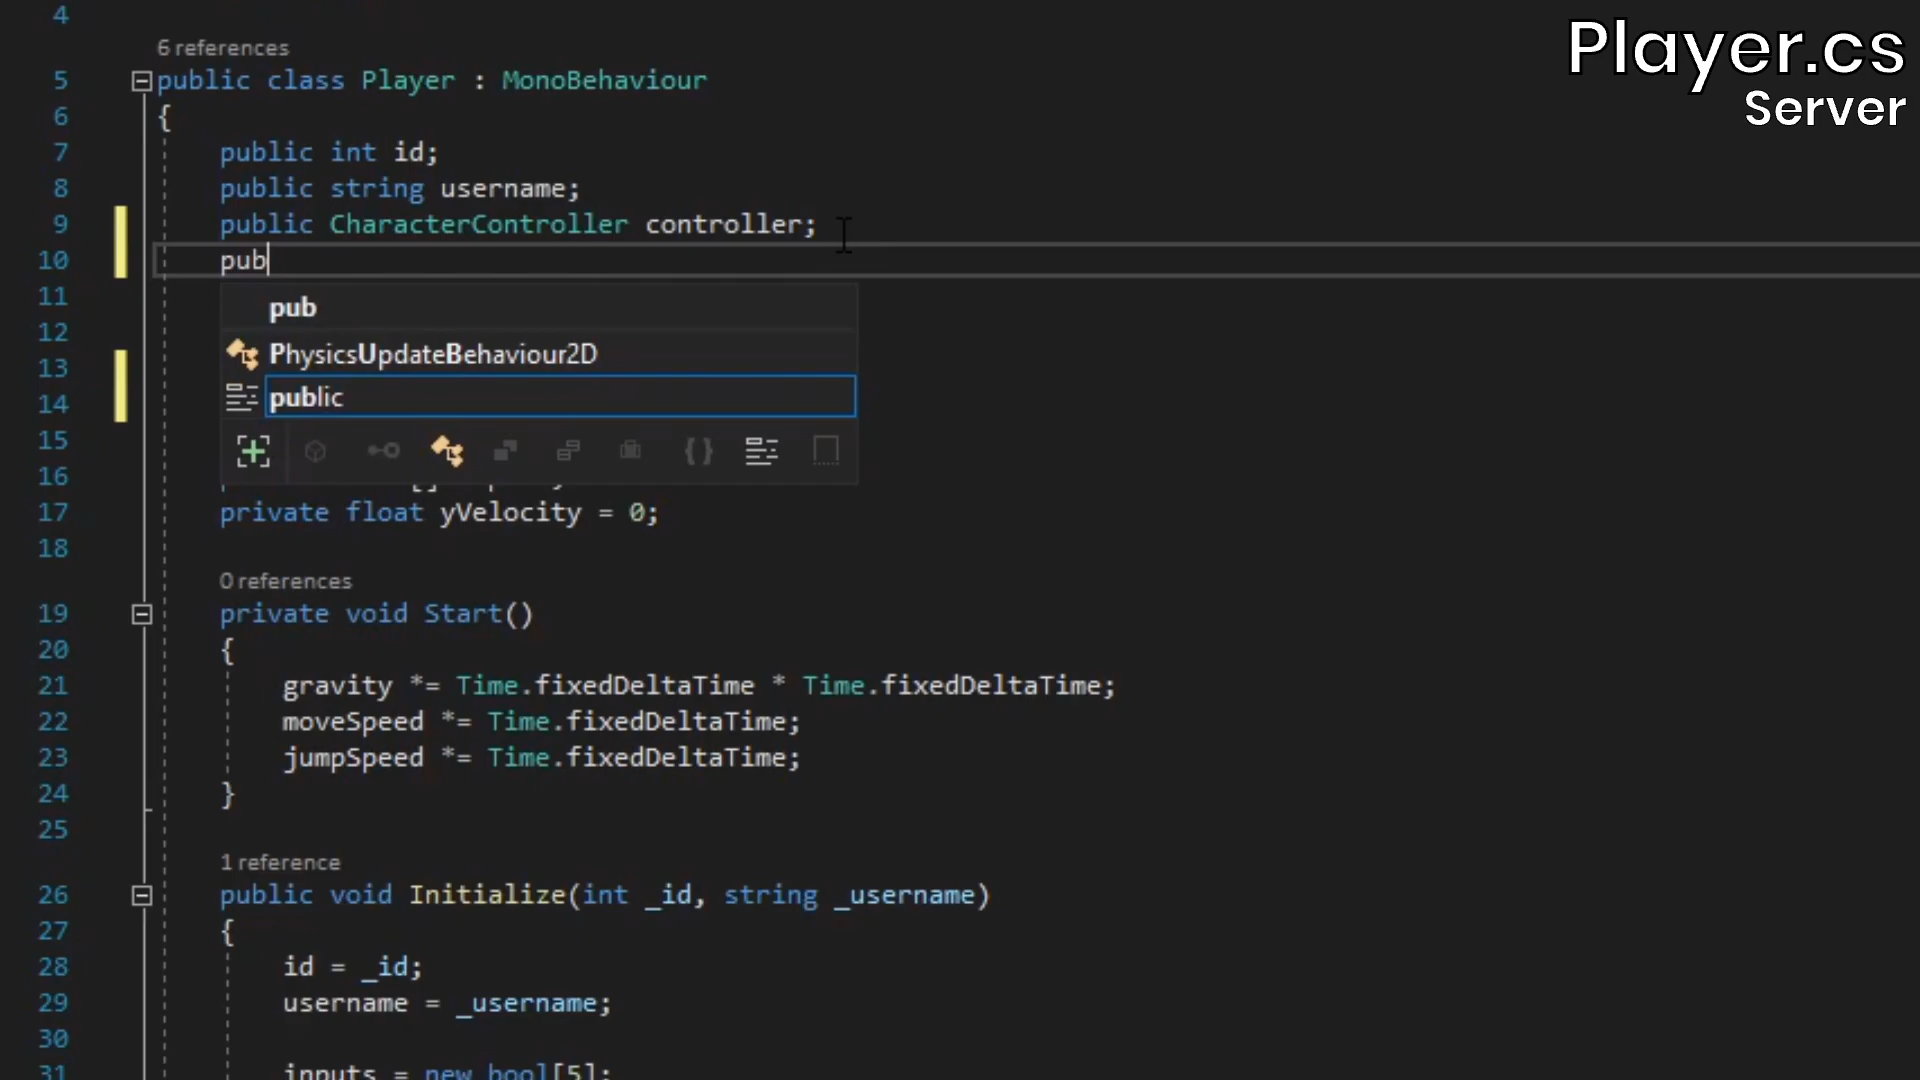 Player.cs
Server
4
6 references
5 public class Player : MonoBehaviour
6 {
7 public int id;
8 public string username;
9 public CharacterController controller;
10 pub
11
pub
12
PhysicsUpdateBehaviour2D
13
public
14
15
16
17 private float yVelocity = 0;
18
0 references
19 private void Start()
20 {
21 gravity *= Time.fixedDeltaTime * Time.fixedDeltaTime;
22 moveSpeed *= Time.fixedDeltaTime;
23 jumpSpeed *= Time.fixedDeltaTime;
24 }
25
1 reference
26 public void Initialize(int _id, string _username)
27 {
28 id = _id;
29 username = _username;
30
31 inputs = new bool[5];